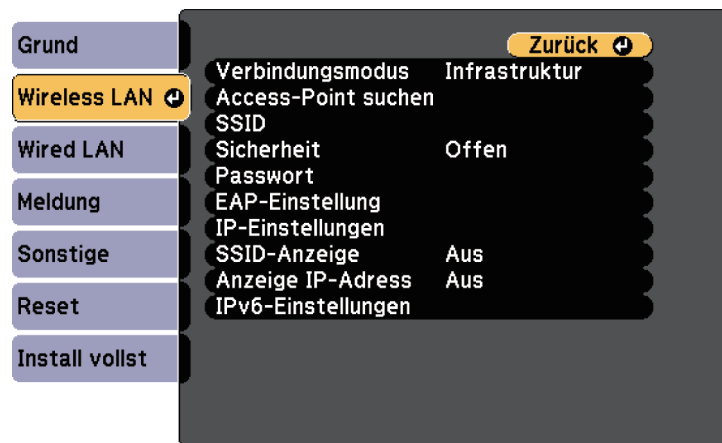 Grund
Wireless LAN
Wired LAN
Meldung
Sonstige
Reset
Install vollst
Zurück
Verbindungsmodus Infrastruktur
Access-Point suchen
SSID
Sicherheit Offen
Passwort
EAP-Einstellung
IP-Einstellungen
SSID-Anzeige Aus
Anzeige IP-Adress Aus
IPv6-Einstellungen